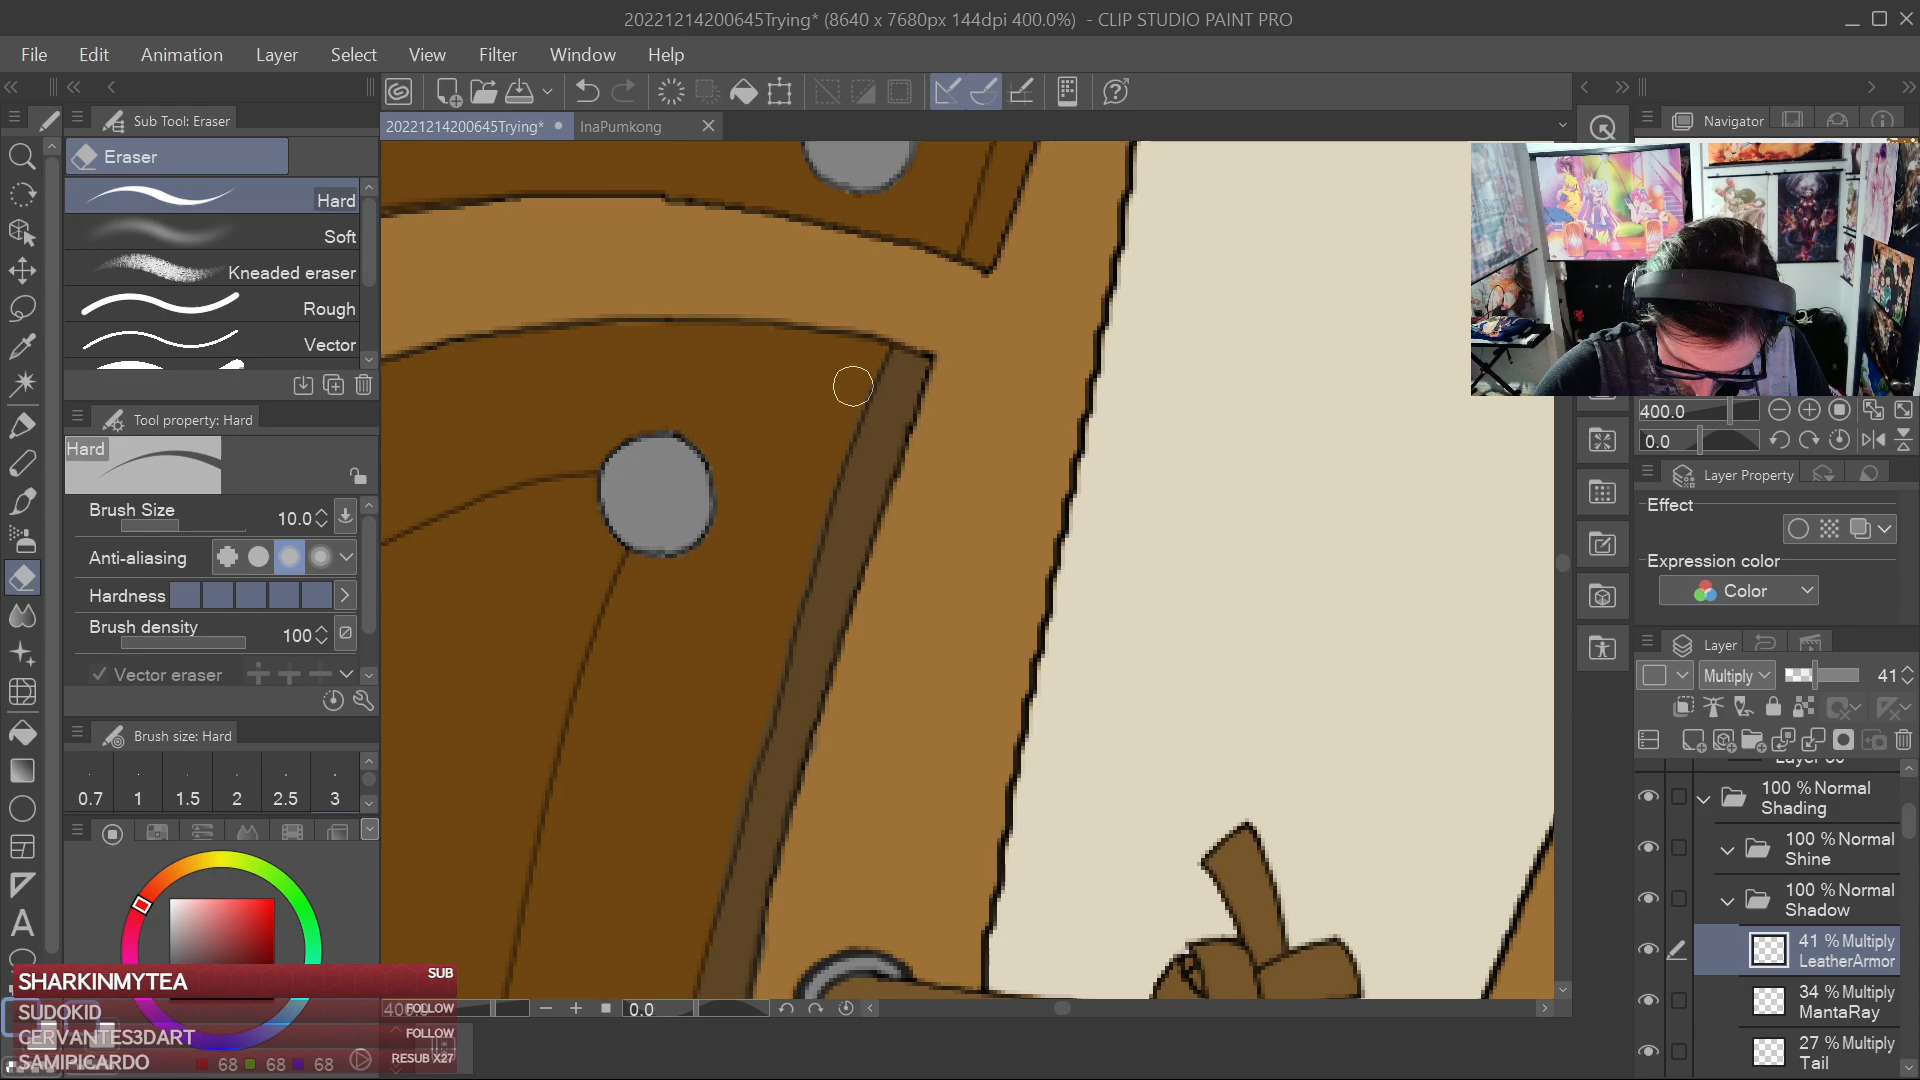 20221214200645Trying* (8640 x 7680px 144dpi 400.0%) - CLIP STUDIO PAINT PRO
File Edit Animation Layer Select View Filter Window Help
Sub Tool: Eraser
20221214200645Trying*
InaPumkong
Navigator
Eraser
Hard
Soft
Kneaded eraser
Rough
Vector
Tool property: Hard
Hard
Brush Size 10.0
Anti-aliasing
Hardness
Brush density 100
Vector eraser
Brush size: Hard
0.7 1 1.5 2 2.5 3
400.0
0.0
Layer Property
Effect
Expression color
Color
Layer
Multiply 41
100 %Normal
Shading
100 %Normal
Shine
100 %Normal
Shadow
41 %Multiply
LeatherArmor
34 %Multiply
MantaRay
27 %Multiply
Tail
SHARKINMYTEA SUB
SUDOKID FOLLOW
CERVANTES3DART FOLLOW
SAMIPICARDO RESUB X27
68 68 68
0.0